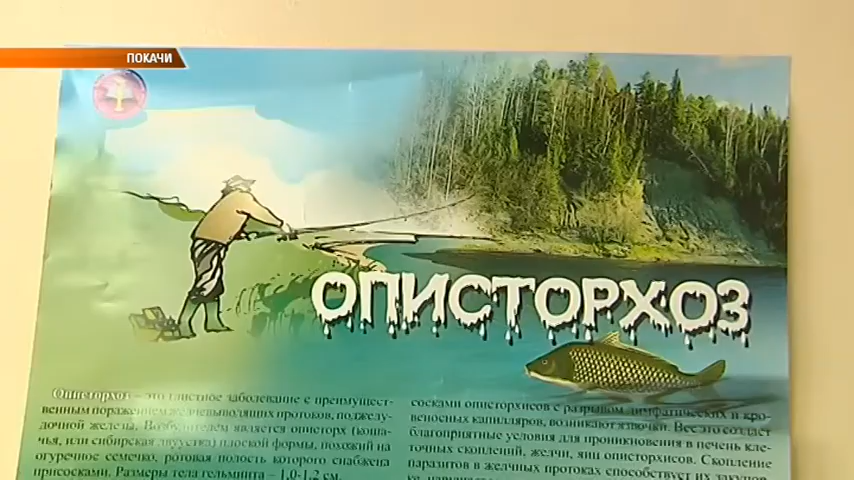 ПОКАЧИ
ОПИСТОРХОЗ
Описторхоз – это глистное заболевание с преимущест-
венным поражением желчевыводящих протоков, поджелу-
дочной железы. Возбудителем является описторх (коша-
чья, или сибирская двуустка) плоской формы, похожий на
огуречное семечко, ротовая полость которого снабжена
присосками. Размеры тела гельминта – 1,0-1,2 см.
сосками описторхисов с разрывом лимфатических и кро-
веносных капилляров, возникают язвочки. Все это создает
благоприятные условия для проникновения в печень кле-
точных скоплений, желчи, яиц описторхисов. Скопление
паразитов в желчных протоках способствует их закупор-